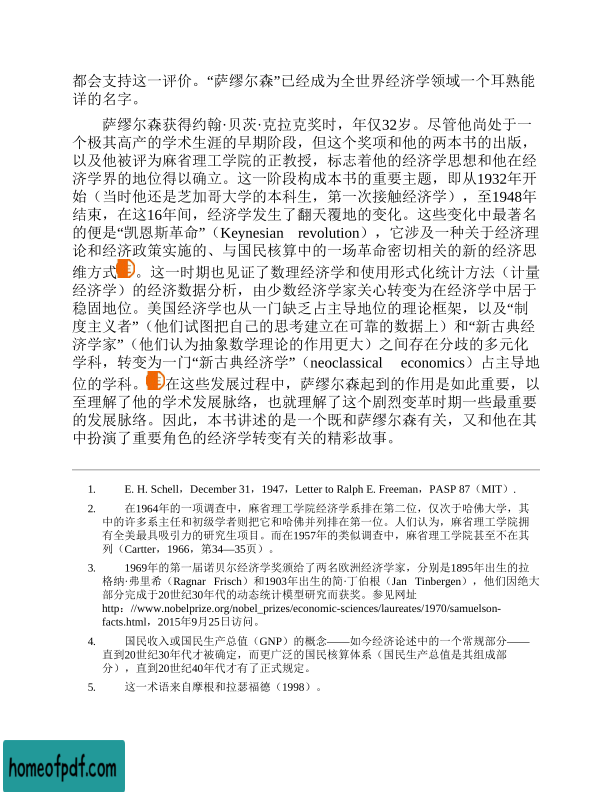 都会支持这一评价。“萨缪尔森”已经成为全世界经济学领域一个耳熟能
详的名字。
萨缪尔森获得约翰·贝茨·克拉克奖时，年仅32岁。尽管他尚处于一
个极其高产的学术生涯的早期阶段，但这个奖项和他的两本书的出版，
以及他被评为麻省理工学院的正教授，标志着他的经济学思想和他在经
济学界的地位得以确立。这一阶段构成本书的重要主题，即从1932年开
始（当时他还是芝加哥大学的本科生，第一次接触经济学），至1948年
结束，在这16年间，经济学发生了翻天覆地的变化。这些变化中最著名
的便是“凯恩斯革命”（Keynesian revolution），它涉及一种关于经济理
论和经济政策实施的、与国民核算中的一场革命密切相关的新的经济思
维方式。这一时期也见证了数理经济学和使用形式化统计方法（计量
经济学）的经济数据分析，由少数经济学家关心转变为在经济学中居于
稳固地位。美国经济学也从一门缺乏占主导地位的理论框架，以及“制
度主义者”（他们试图把自己的思考建立在可靠的数据上）和“新古典经
济学家”（他们认为抽象数学理论的作用更大）之间存在分歧的多元化
学科，转变为一门“新古典经济学”（neoclassical economics）占主导地
位的学科。在这些发展过程中，萨缪尔森起到的作用是如此重要，以
至理解了他的学术发展脉络，也就理解了这个剧烈变革时期一些最重要
的发展脉络。因此，本书讲述的是一个既和萨缪尔森有关，又和他在其
中扮演了重要角色的经济学转变有关的精彩故事。
1. E. H. Schell，December 31，1947，Letter to Ralph E. Freeman，PASP 87（MIT）.
2. 在1964年的一项调查中，麻省理工学院经济学系排在第二位，仅次于哈佛大学，其
中的许多系主任和初级学者则把它和哈佛并列排在第一位。人们认为，麻省理工学院拥
有全美最具吸引力的研究生项目。而在1957年的类似调查中，麻省理工学院甚至不在其
列（Cartter，1966，第34—35页）。
3. 1969年的第一届诺贝尔经济学奖颁给了两名欧洲经济学家，分别是1895年出生的拉
格纳·弗里希（Ragnar Frisch）和1903年出生的简·丁伯根（Jan Tinbergen），他们因绝大
部分完成于20世纪30年代的动态统计模型研究而获奖。参见网址
http：//www.nobelprize.org/nobel_prizes/economic-sciences/laureates/1970/samuelson-
facts.html，2015年9月25日访问。
4. 国民收入或国民生产总值（GNP）的概念——如今经济论述中的一个常规部分——
直到20世纪30年代才被确定，而更广泛的国民核算体系（国民生产总值是其组成部
分），直到20世纪40年代才有了正式规定。
5. 这一术语来自摩根和拉瑟福德（1998）。
homeofpdf.com